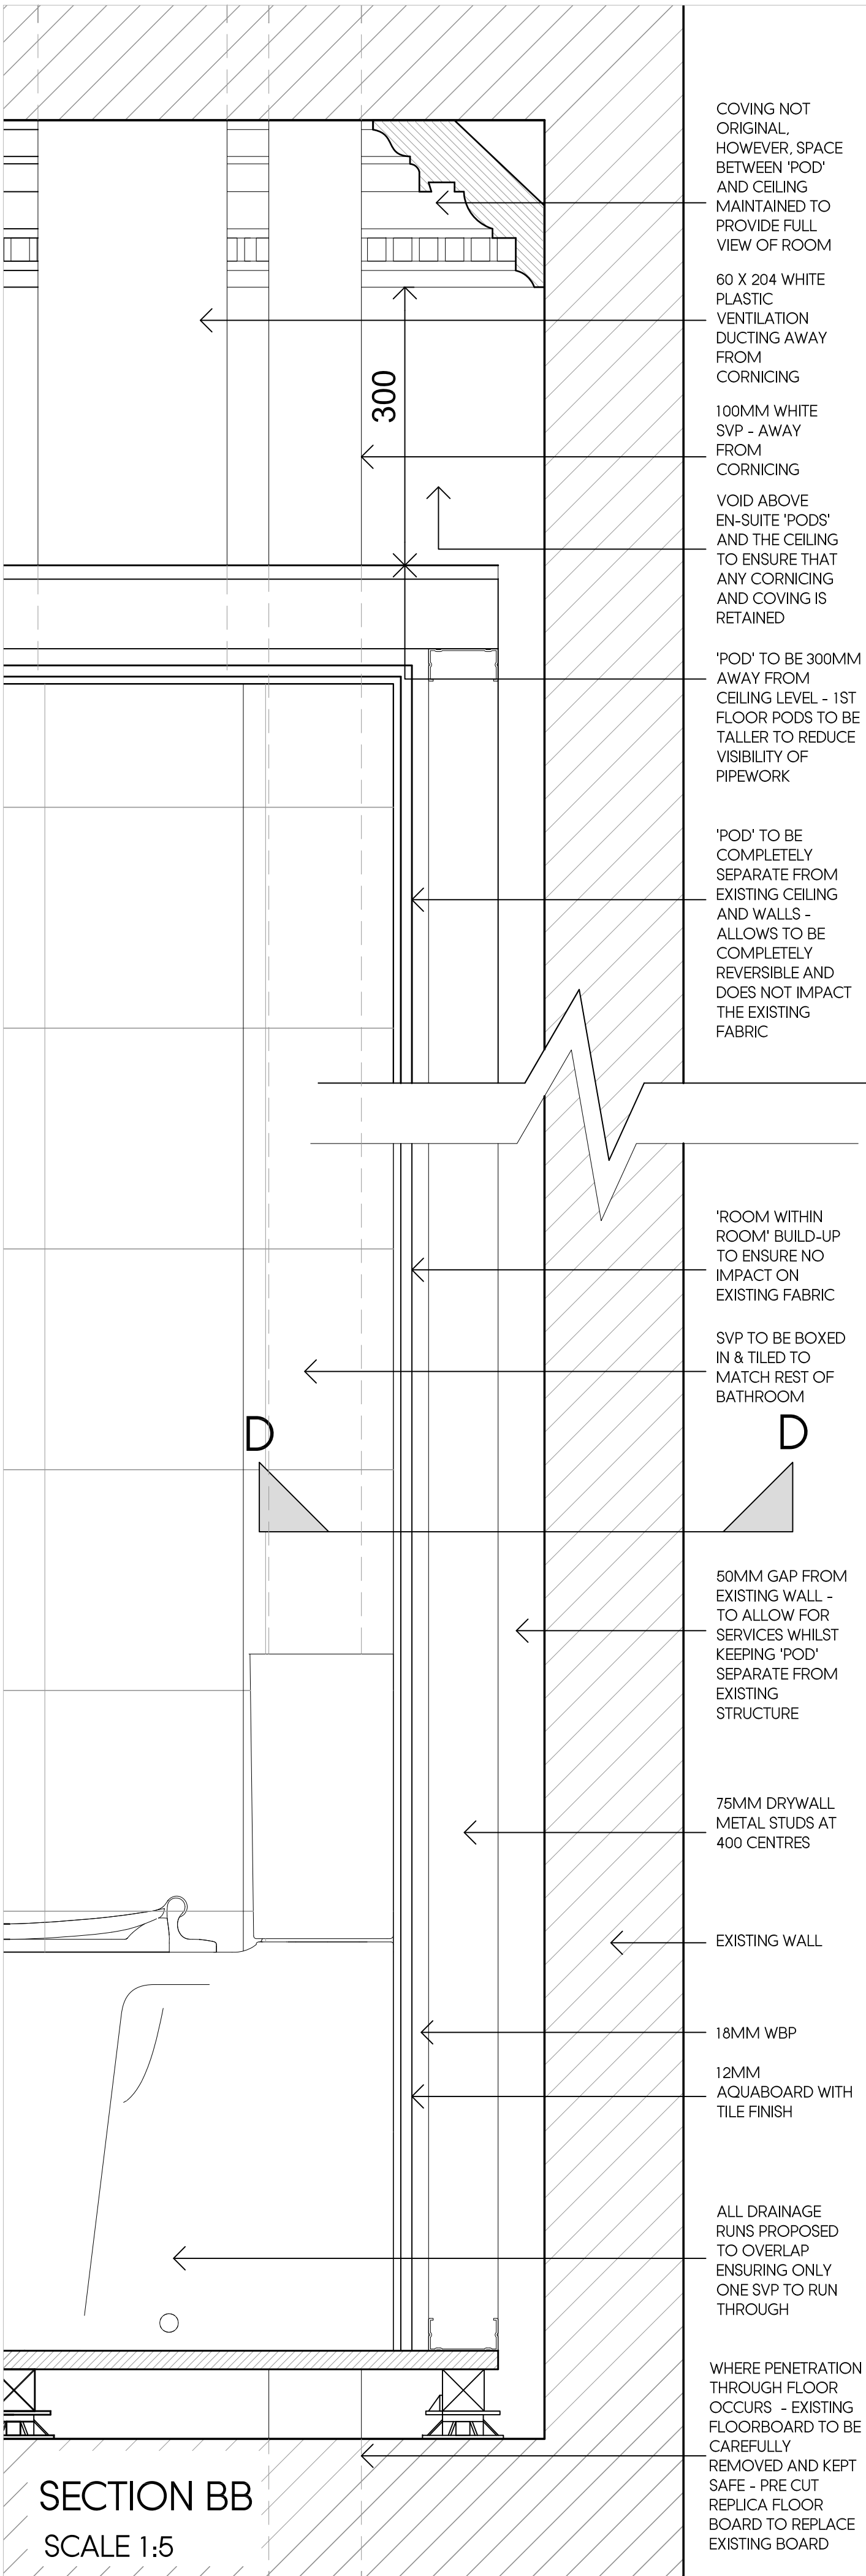 COVING NOT
ORIGINAL,
HOWEVER, SPACE
BETWEEN 'POD'
AND CEILING
MAINTAINED TO
PROVIDE FULL
VIEW OF ROOM
60 X 204 WHITE
PLASTIC
VENTILATION
DUCTING AWAY
FROM
CORNICING
300
100MM WHITE
SVP - AWAY
FROM
CORNICING
VOID ABOVE
EN-SUITE 'PODS'
AND THE CEILING
TO ENSURE THAT
ANY CORNICING
AND COVING IS
RETAINED
'POD' TO BE 300MM
AWAY FROM
CEILING LEVEL - 1ST
FLOOR PODS TO BE
TALLER TO REDUCE
VISIBILITY OF
PIPEWORK
'POD' TO BE
COMPLETELY
SEPARATE FROM
EXISTING CEILING
AND WALLS -
ALLOWS TO BE
COMPLETELY
REVERSIBLE AND
DOES NOT IMPACT
THE EXISTING
FABRIC
'ROOM WITHIN
ROOM' BUILD-UP
TO ENSURE NO
IMPACT ON
EXISTING FABRIC
SVP TO BE BOXED
IN & TILED TO
MATCH REST OF
BATHROOM
D D
50MM GAP FROM
EXISTING WALL -
TO ALLOW FOR
SERVICES WHILST
KEEPING 'POD'
SEPARATE FROM
EXISTING
STRUCTURE
75MM DRYWALL
METAL STUDS AT
400 CENTRES
EXISTING WALL
18MM WBP
12MM
AQUABOARD WITH
TILE FINISH
ALL DRAINAGE
RUNS PROPOSED
TO OVERLAP
ENSURING ONLY
ONE SVP TO RUN
THROUGH
WHERE PENETRATION
THROUGH FLOOR
OCCURS - EXISTING
FLOORBOARD TO BE
CAREFULLY
REMOVED AND KEPT
SAFE - PRE CUT
REPLICA FLOOR
BOARD TO REPLACE
EXISTING BOARD
SECTION BB
SCALE 1:5